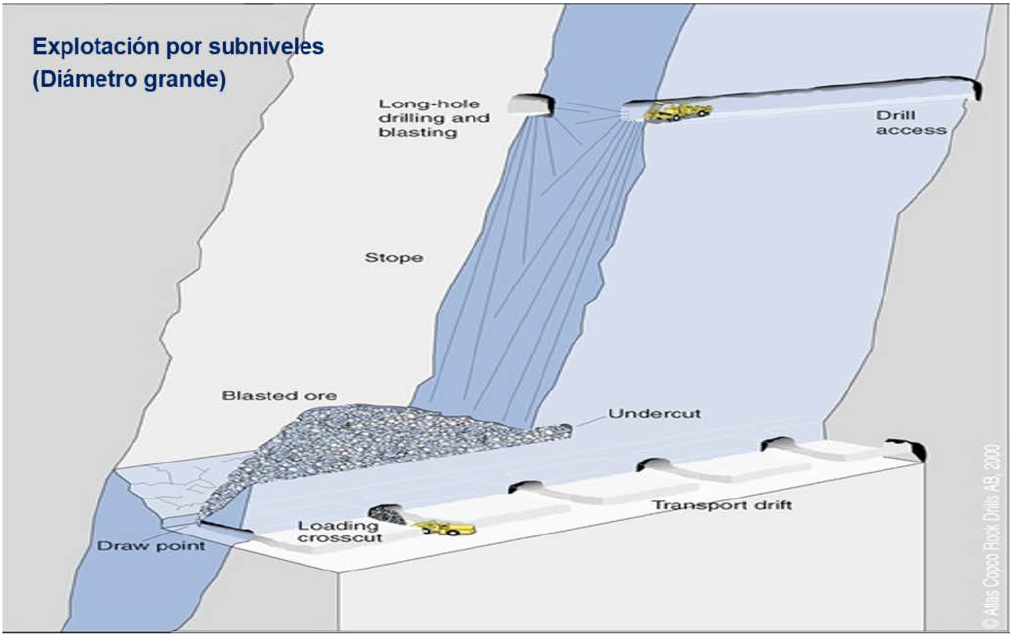 Explotación por subniveles
(Diámetro grande)
Long-hole
drilling and
blasting
Drill
access
Stope
Blasted ore
Undercut
Transport drift
Loading
crosscut
Draw point
© Atlas Copco Rock Drills AB, 2000